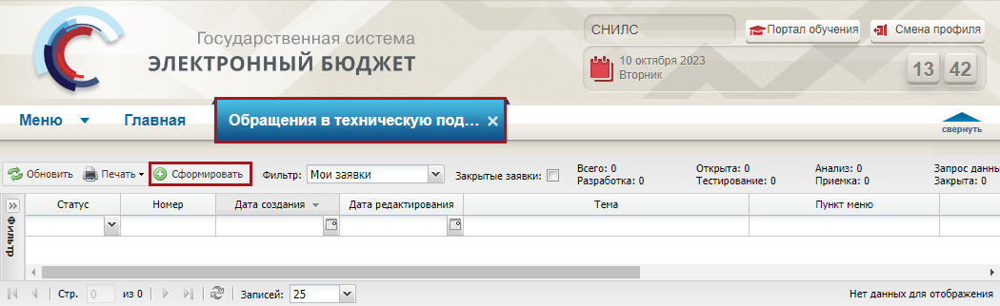 Государственная система
ЭЛЕКТРОННЫЙ БЮДЖЕТ
СНИЛС
Портал обучения
Смена профиля
10 октября 2023
Вторник
13 42
Меню
Главная
Обращения в техническую под...
свернуть
Обновить
Печать
Сформировать
Фильтр: Мои заявки
Закрытые заявки:
Всего: 0
Разработка: 0
Открыта: 0
Тестирование: 0
Анализ: 0
Приемка: 0
Запрос данны
Закрыта: 0
Фильтр
Статус Номер Дата создания Дата редактирования Тема Пункт меню
Стр. 0 из 0 Записей: 25 Нет данных для отображения